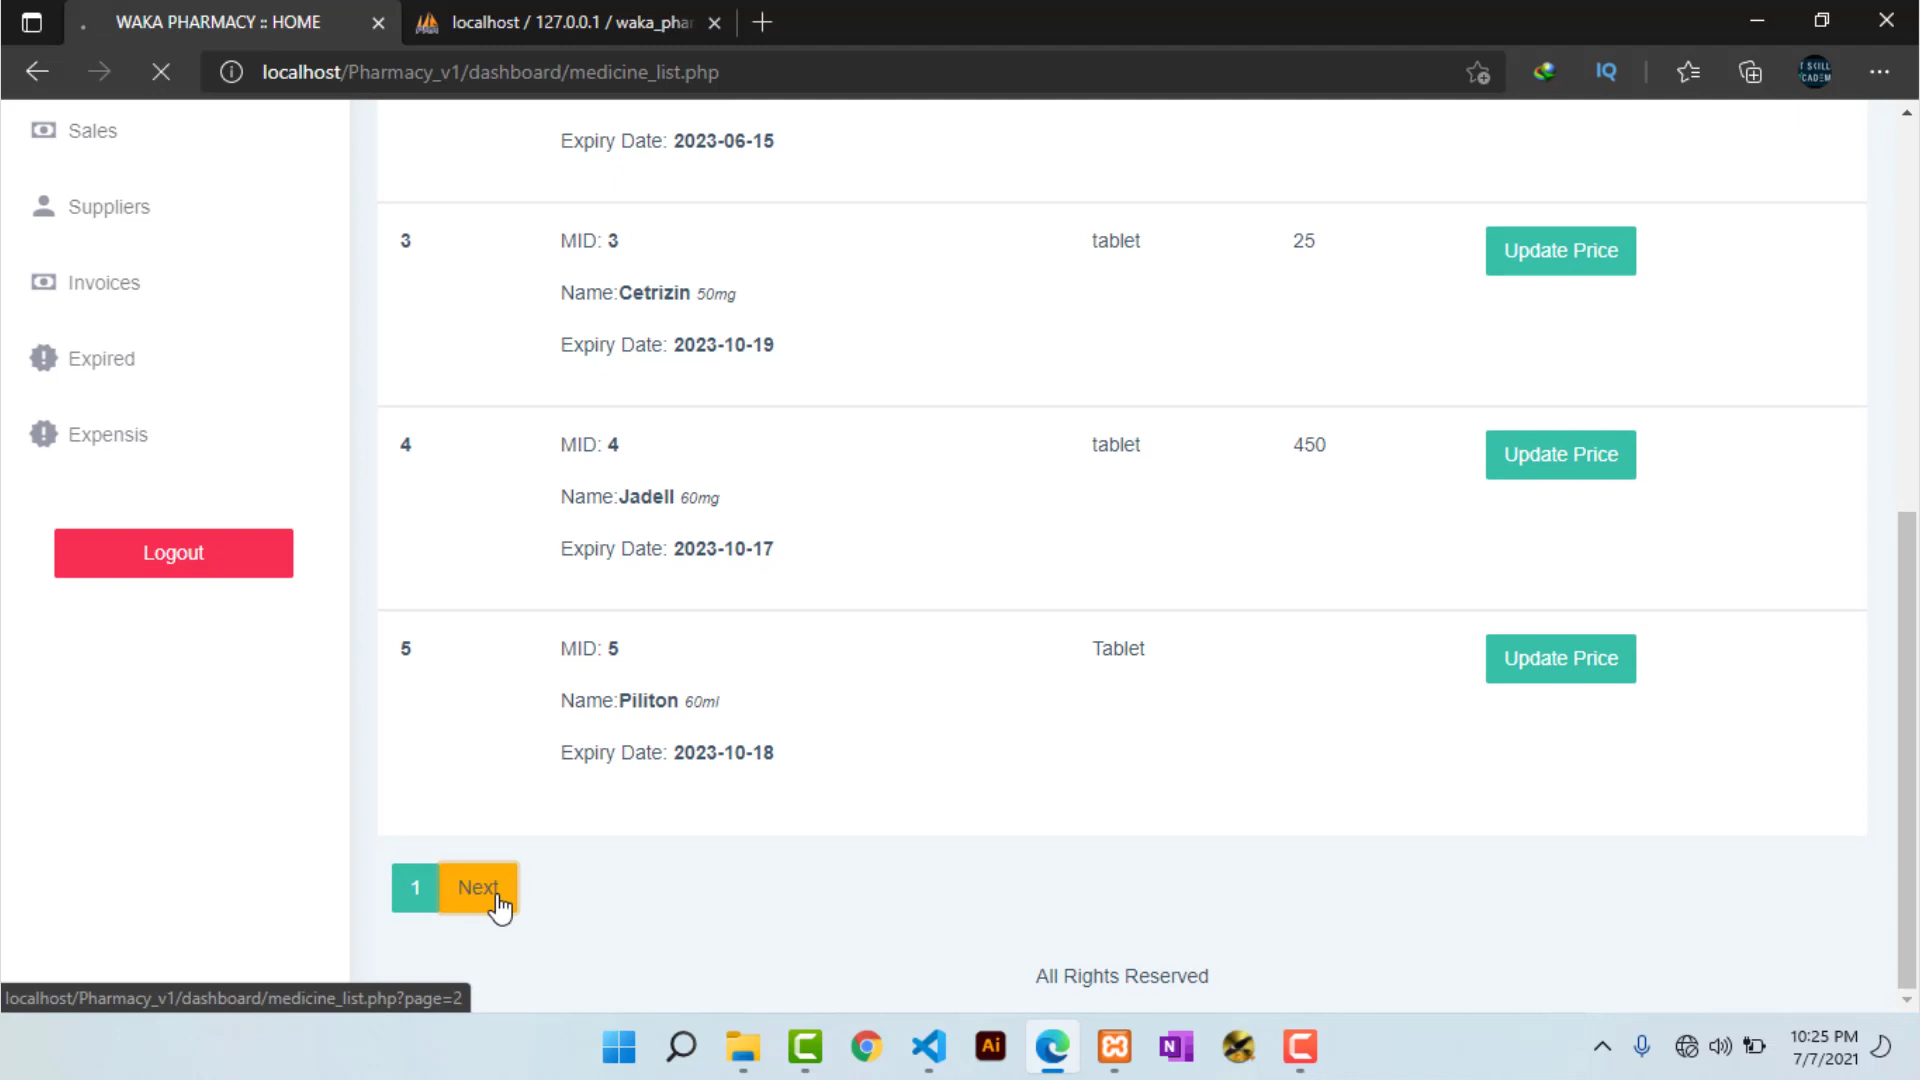 WAKA PHARMACY :: HOME
localhost / 127.0.0.1 / waka_phar
localhost/Pharmacy_v1/dashboard/medicine_list.php
IQ
Sales
Suppliers
Invoices
Expired
Expensis
Logout
Expiry Date: 2023-06-15
3 MID: 3 tablet 25 Update Price
Name:Cetrizin 50mg
Expiry Date: 2023-10-19
4 MID: 4 tablet 450 Update Price
Name:Jadell 60mg
Expiry Date: 2023-10-17
5 MID: 5 Tablet Update Price
Name:Piliton 60ml
Expiry Date: 2023-10-18
1 Next
All Rights Reserved
localhost/Pharmacy_v1/dashboard/medicine_list.php?page=2
Ai
N
10:25 PM
7/7/2021